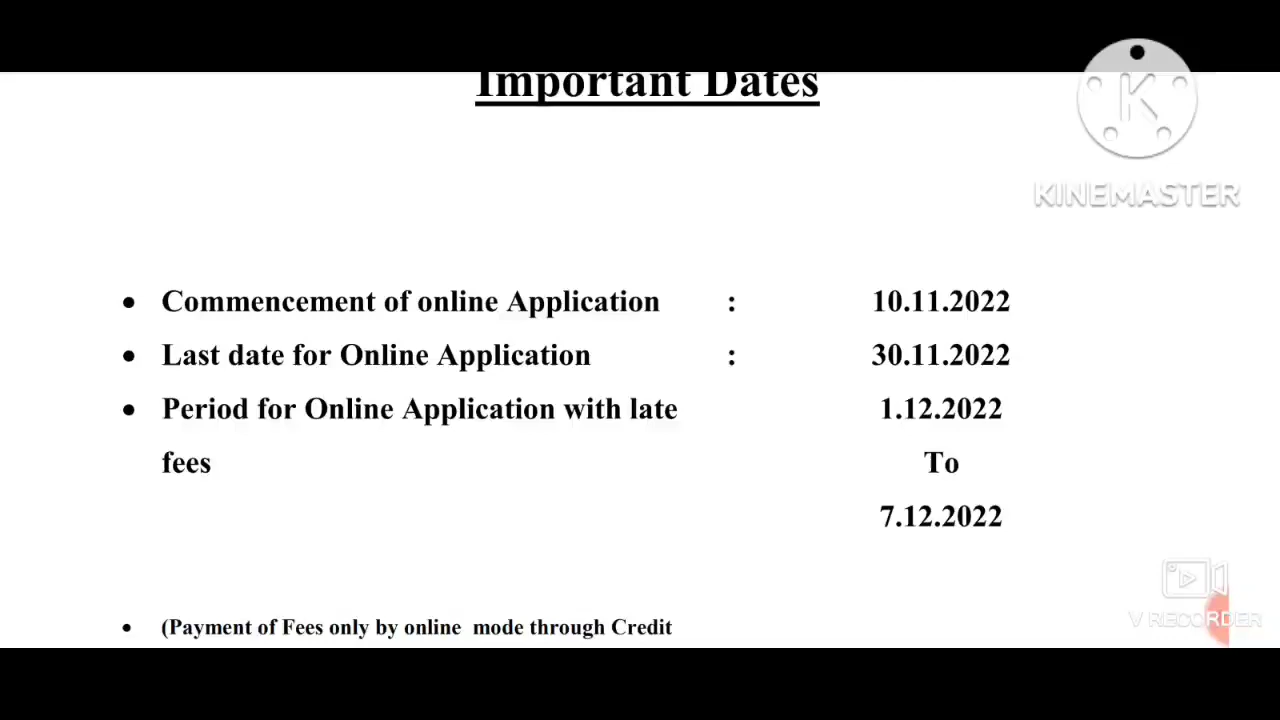 Important Dates
KINEMASTER
• Commencement of online Application : 10.11.2022
• Last date for Online Application : 30.11.2022
• Period for Online Application with late 1.12.2022
fees To
7.12.2022
V RECORDER
• (Payment of Fees only by online mode through Credit